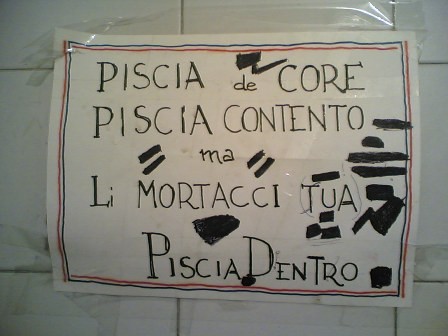 PISCIA de CORE
PISCIA CONTENTO
ma
Li MORTACCI TUA
PISCIA DENTRO